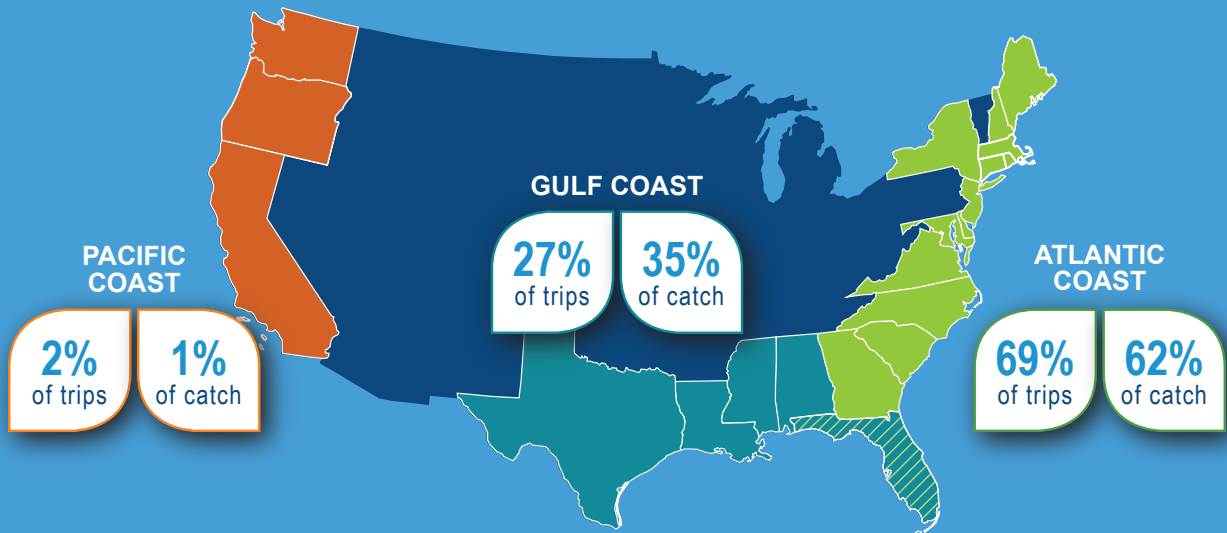 PACIFIC
COAST
2%
of trips
1%
of catch
GULF COAST
27%
of trips
35%
of catch
ATLANTIC
COAST
69%
of trips
62%
of catch